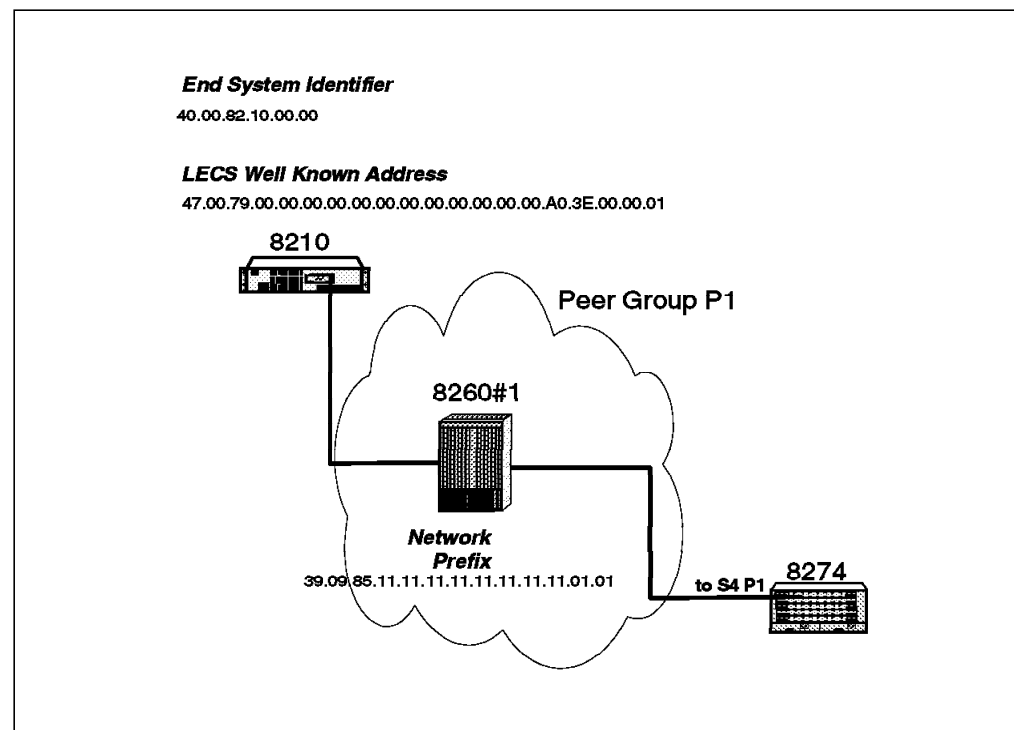 End System Identifier
40.00.82.10.00.00
LECS Well Known Address
47.00.79.00.00.00.00.00.00.00.00.00.00.00.00.A0.3E.00.00.01
8210
Peer Group P1
8260#1
Network
Prefix
39.09.85.11.11.11.11.11.11.11.11.01.01
to S4 P1
8274